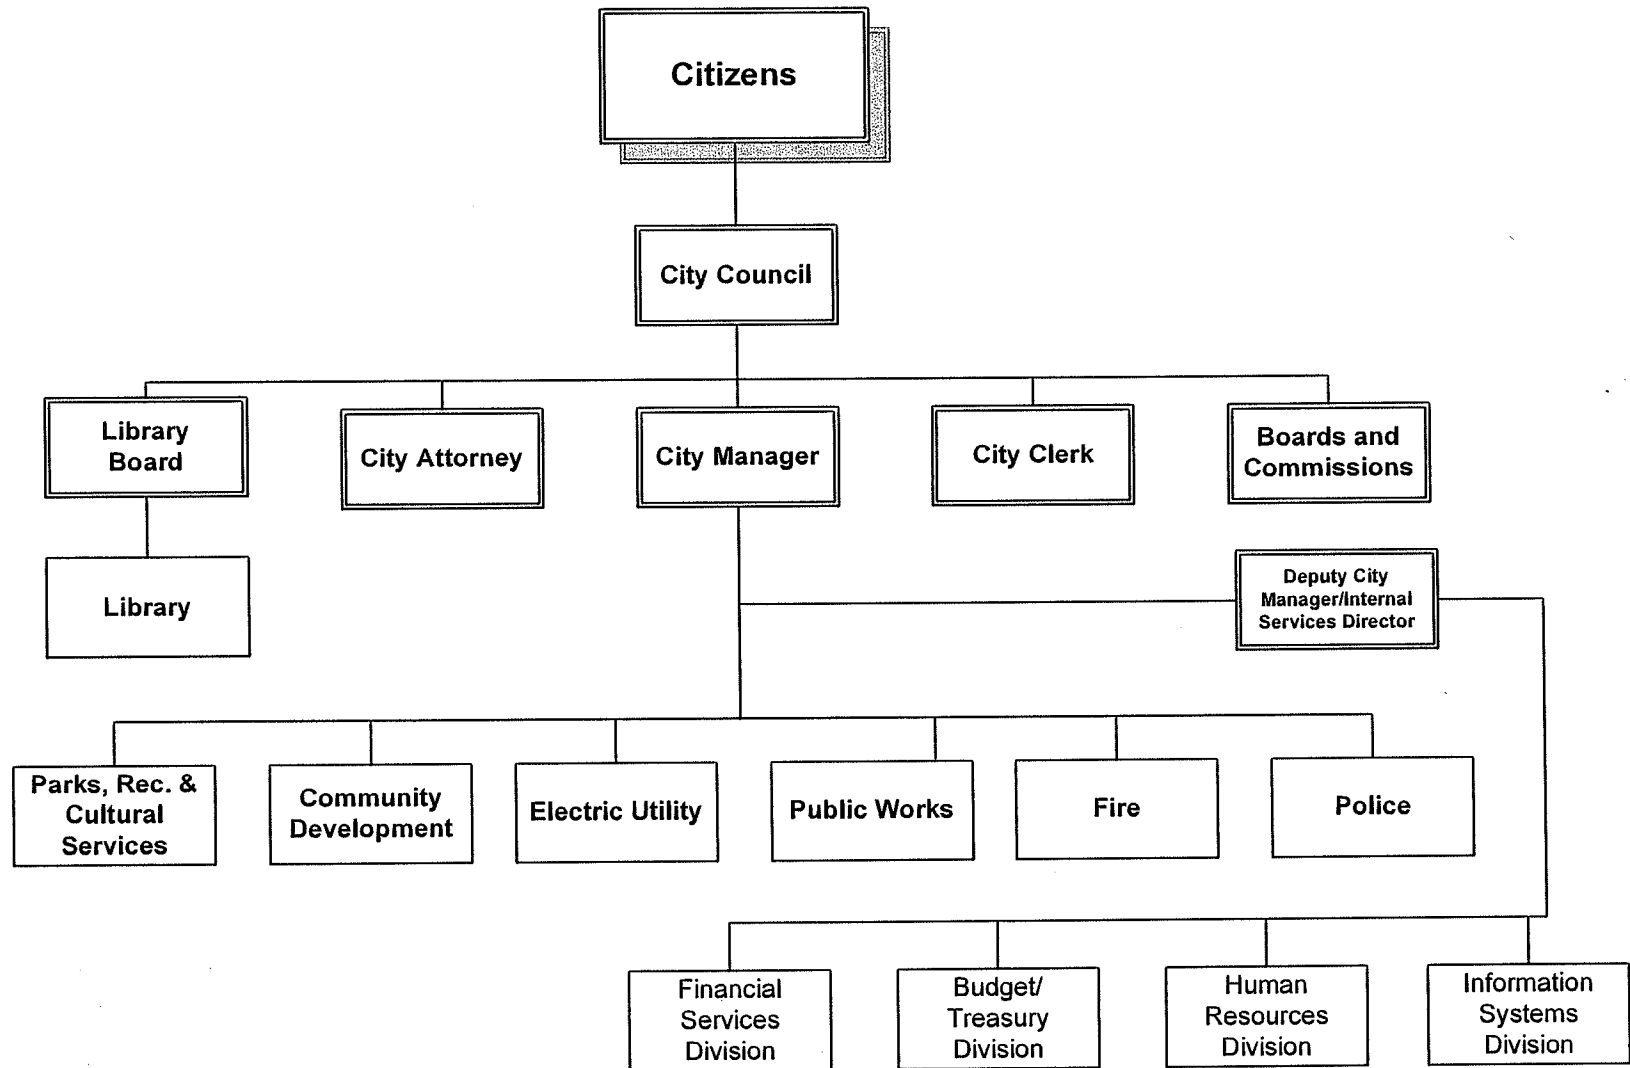 Citizens
City Council
Library
Board
City Attorney
City Manager
City Clerk
Boards and
Commissions
Library
Deputy City
Manager/Internal
Services Director
Parks, Rec. &
Cultural
Services
Community
Development
Electric Utility
Public Works
Fire
Police
Financial
Services
Division
Budget/
Treasury
Division
Human
Resources
Division
Information
Systems
Division